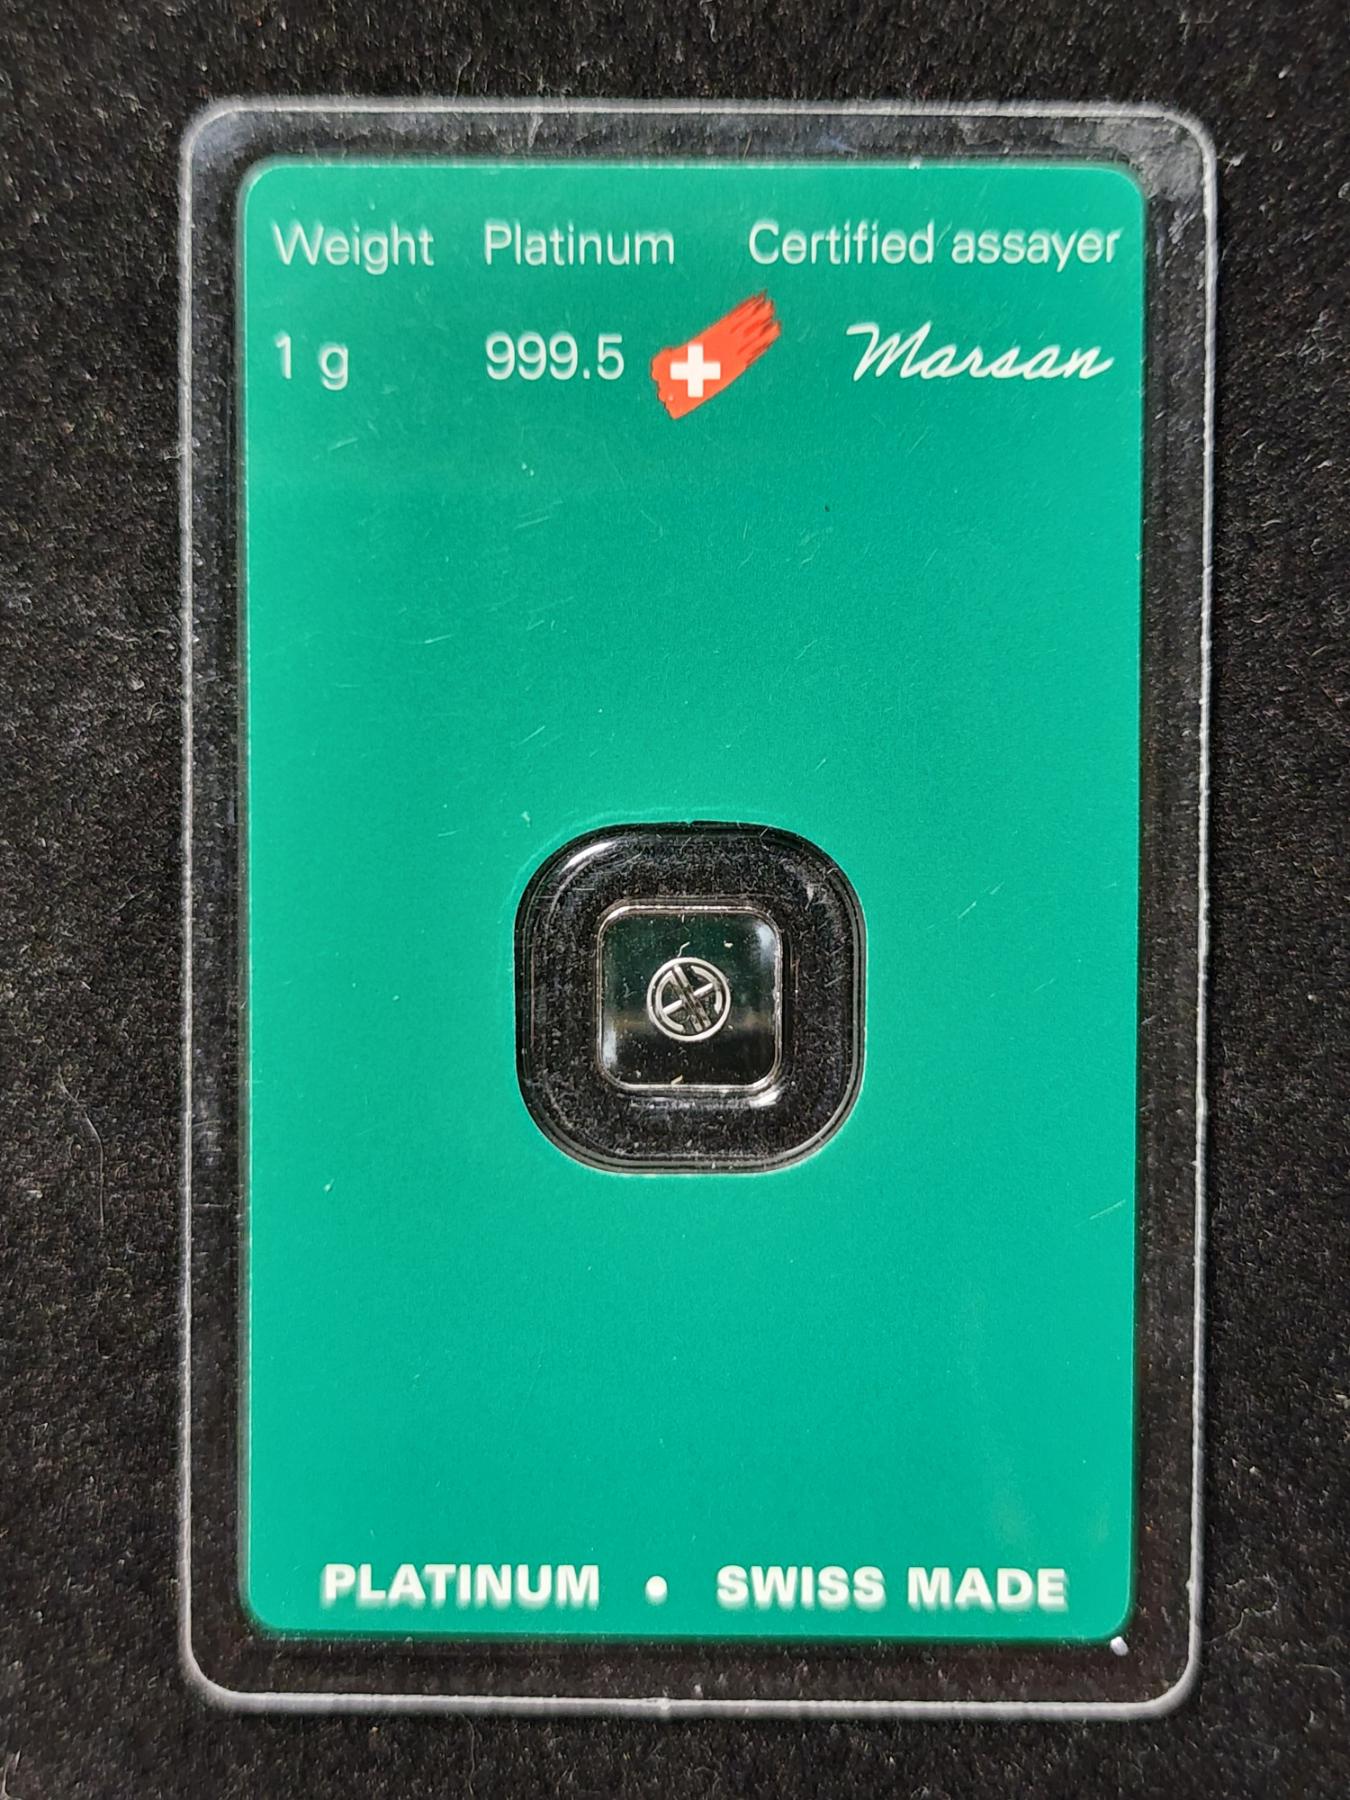 Weight Platinum Certified assayer
1 g 999.5 Marsan
PLATINUM • SWISS MADE